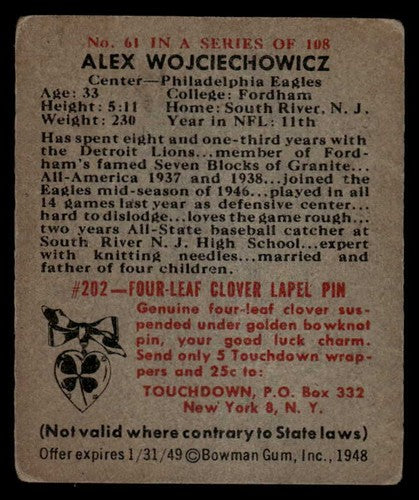 No. 61 IN A SERIES OF 108
ALEX WOJCIECHOWICZ
Center—Philadelphia Eagles
Age: 33 College: Fordham
Height: 5:11 Home: South River, N. J.
Weight: 230 Year in NFL: 11th
Has spent eight and one-third years with
the Detroit Lions...member of Ford-
ham's famed Seven Blocks of Granite...
All-America 1937 and 1938...joined the
Eagles mid-season of 1946...played in all
14 games last year as defensive center...
hard to dislodge...loves the game rough...
two years All-State baseball catcher at
South River N. J. High School...expert
with knitting needles...married and
father of four children.
#202—FOUR-LEAF CLOVER LAPEL PIN
Genuine four-leaf clover sus-
pended under golden bowknot
pin, your good luck charm.
Send only 5 Touchdown wrap-
pers and 25c to:
TOUCHDOWN, P.O. Box 332
New York 8, N. Y.
(Not valid where contrary to State laws)
Offer expires 1/31/49 ©Bowman Gum, Inc., 1948